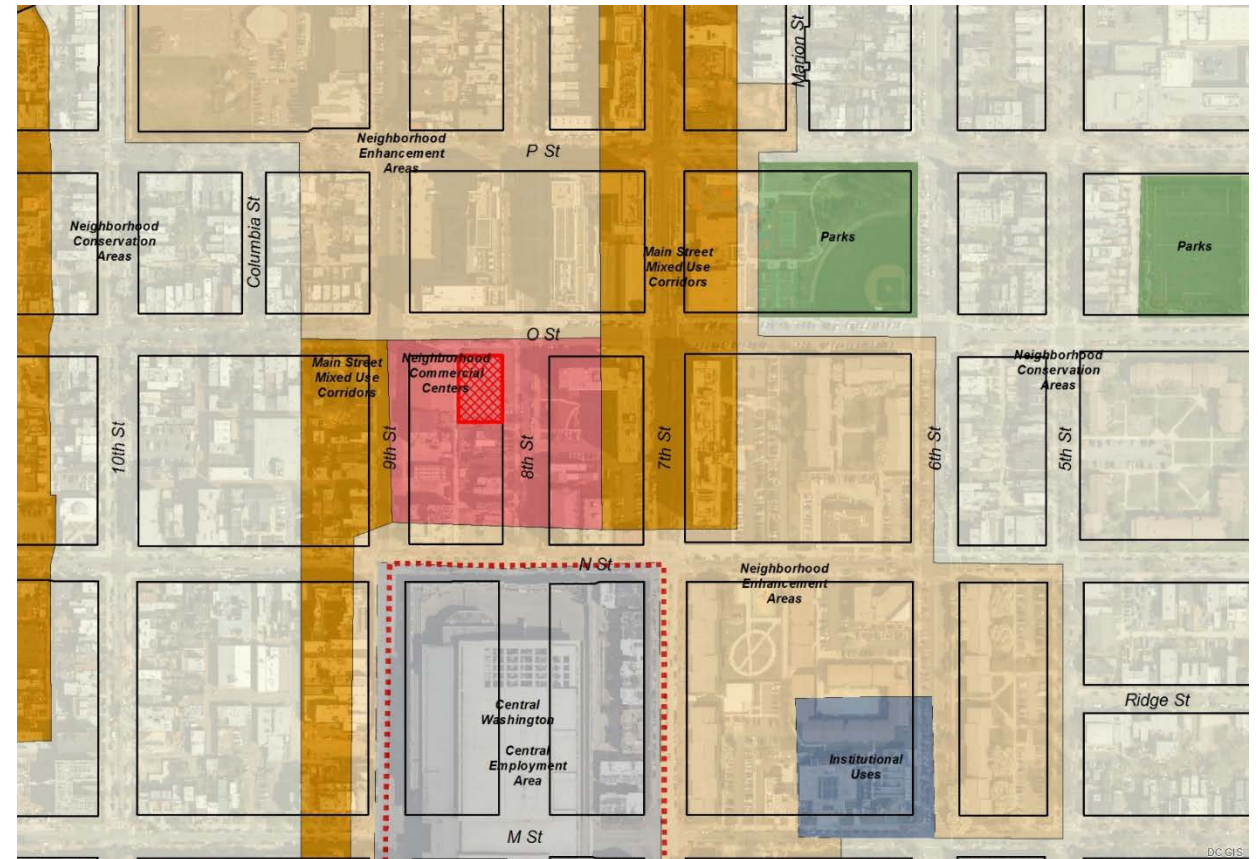 Marion St
Neighborhood
Enhancement
Areas
P St
Neighborhood
Conservation
Areas
Columbia St
Main Street
Mixed Use
Corridors
Parks
Parks
O St
Main Street
Mixed Use
Corridors
Neighborhood
Commercial
Centers
Neighborhood
Conservation
Areas
10th St
9th St
8th St
7th St
6th St
5th St
N St
Neighborhood
Enhancement
Areas
Central
Washington
Central
Employment
Area
Institutional
Uses
Ridge St
M St
DC GIS